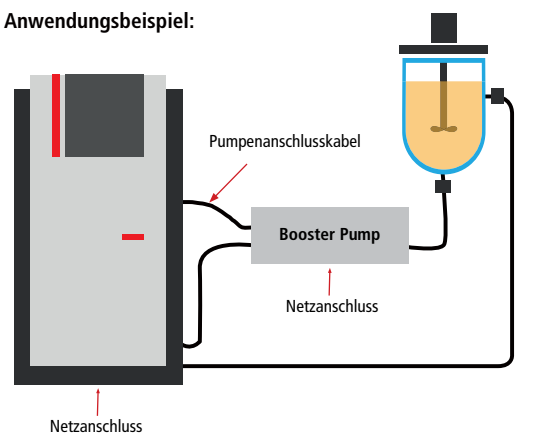 Anwendungsbeispiel:
Pumpenanschlusskabel
Booster Pump
Netzanschluss
Netzanschluss